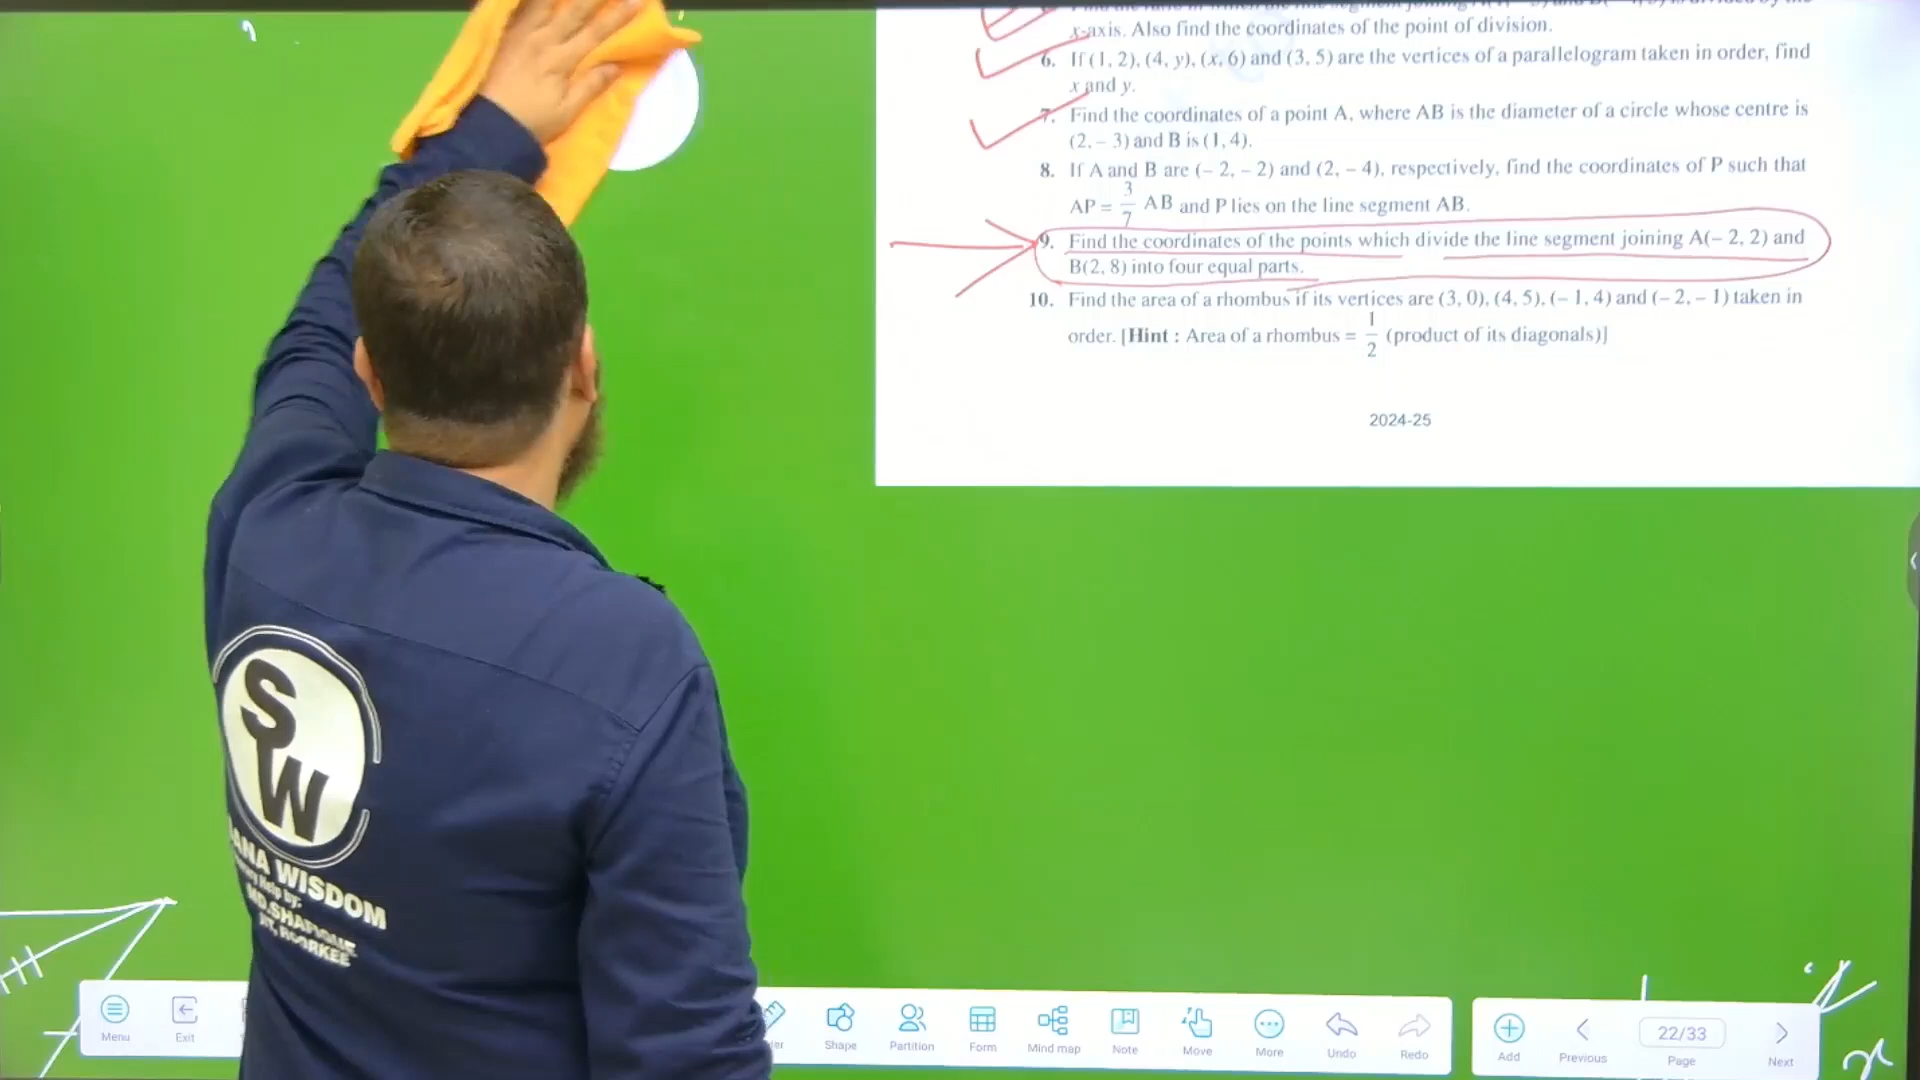 x-axis. Also find the coordinates of the point of division.
6. If (1, 2), (4, y), (x, 6) and (3, 5) are the vertices of a parallelogram taken in order, find
x and y.
7. Find the coordinates of a point A, where AB is the diameter of a circle whose centre is
(2, – 3) and B is (1, 4).
8. If A and B are (– 2, – 2) and (2, – 4), respectively, find the coordinates of P such that
AP = 3/7 AB and P lies on the line segment AB.
9. Find the coordinates of the points which divide the line segment joining A(– 2, 2) and
B(2, 8) into four equal parts.
10. Find the area of a rhombus if its vertices are (3, 0), (4, 5), (– 1, 4) and (– 2, – 1) taken in
order. [Hint : Area of a rhombus = 1/2 (product of its diagonals)]
2024-25
SW
ANA WISDOM
Help by:
MD.SHAFIQUE
IIT, ROORKEE
Menu
Exit
Shape
Partition
Form
Mind map
Note
Move
More
Undo
Redo
Add
Previous
22/33
Page
Next
x